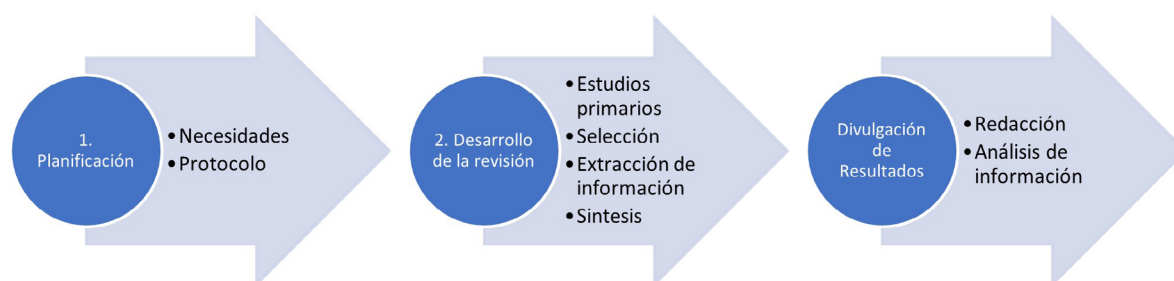 1.
Planificación
• Necesidades
• Protocolo
2. Desarrollo
de la revisión
• Estudios
primarios
• Selección
• Extracción de
información
• Sintesis
Divulgación
de
Resultados
• Redacción
• Análisis de
información